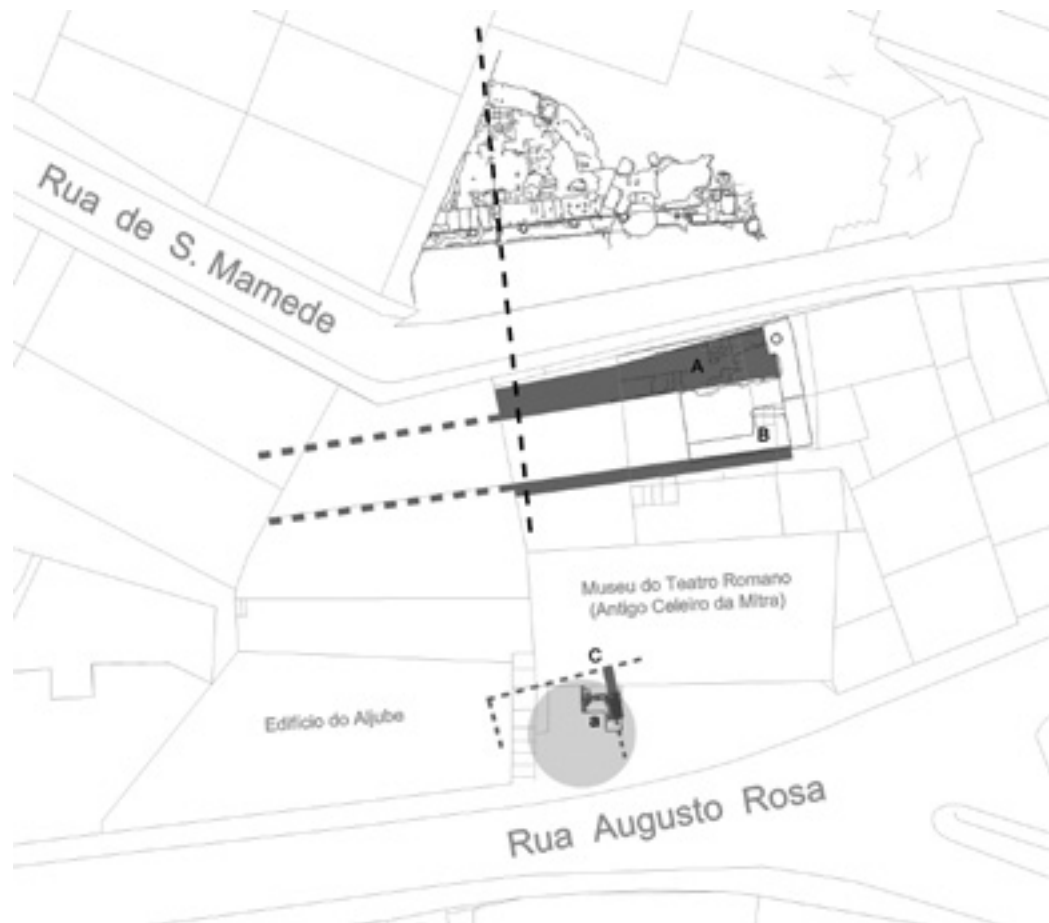 Rua de S. Mamede
A
B
Museu do Teatro Romano
(Antigo Celeiro da Mitra)
C
a
Edifício do Aljube
Rua Augusto Rosa